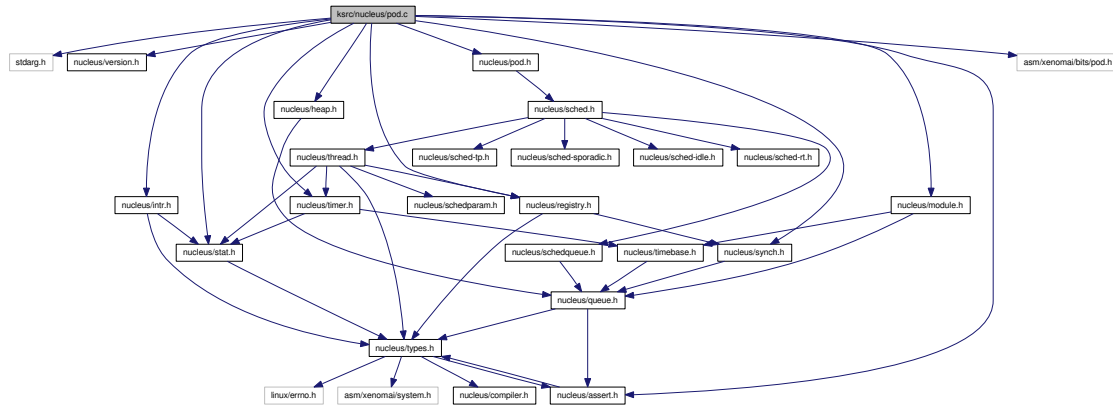 ksrc/nucleus/pod.c
stdarg.h
nucleus/version.h
nucleus/pod.h
asm/xenomai/bits/pod.h
nucleus/heap.h
nucleus/sched.h
nucleus/thread.h
nucleus/sched-tp.h
nucleus/sched-sporadic.h
nucleus/sched-idle.h
nucleus/sched-rt.h
nucleus/intr.h
nucleus/timer.h
nucleus/schedparam.h
nucleus/registry.h
nucleus/module.h
nucleus/stat.h
nucleus/schedqueue.h
nucleus/timebase.h
nucleus/synch.h
nucleus/queue.h
nucleus/types.h
linux/errno.h
asm/xenomai/system.h
nucleus/compiler.h
nucleus/assert.h